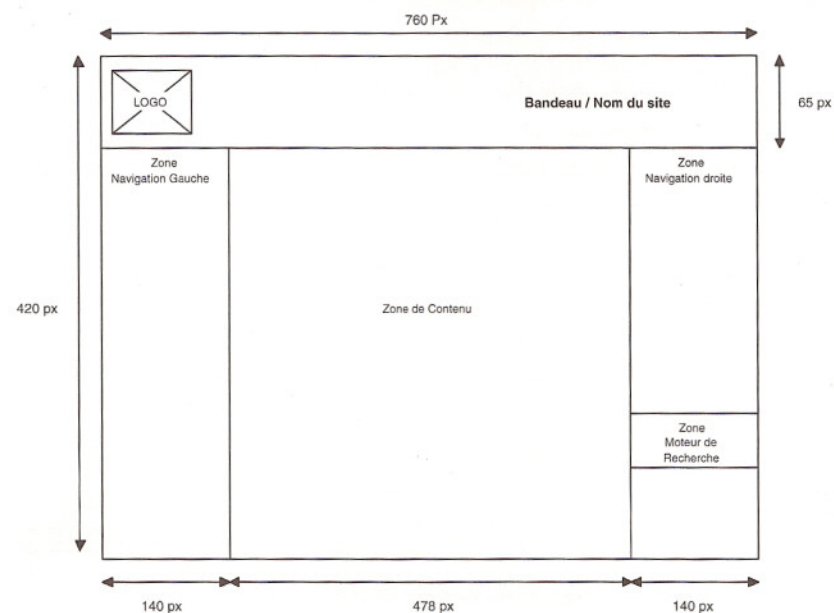 760 Px
LOGO
Bandeau / Nom du site
65 px
Zone
Navigation Gauche
Zone
Navigation droite
420 px
Zone de Contenu
Zone
Moteur de
Recherche
140 px
478 px
140 px